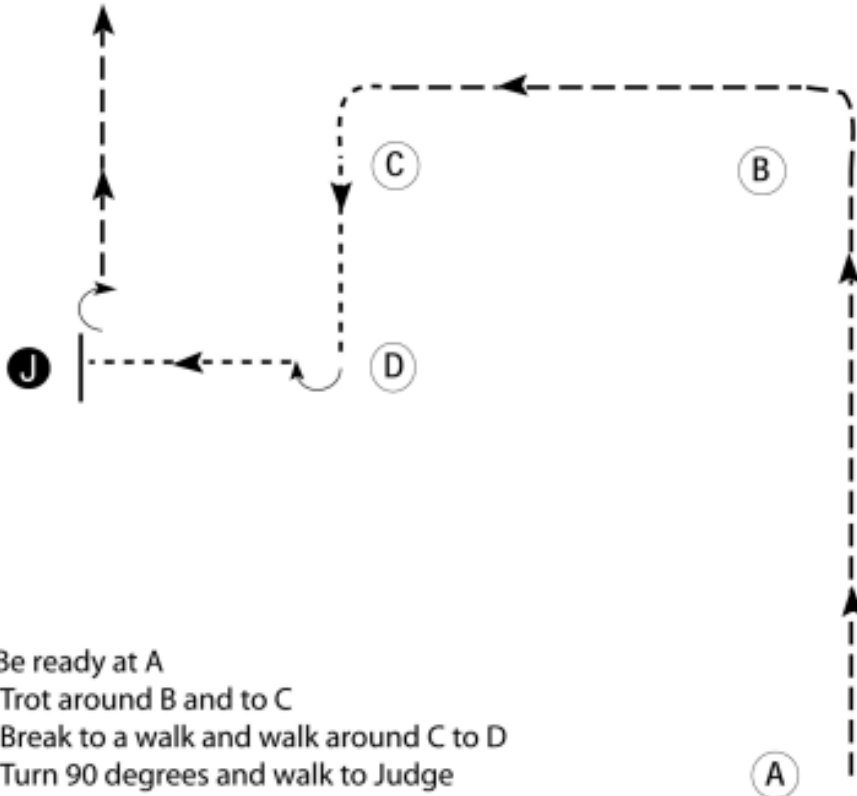 C
B
J
D
Be ready at A
Trot around B and to C
Break to a walk and walk around C to D
Turn 90 degrees and walk to Judge
A